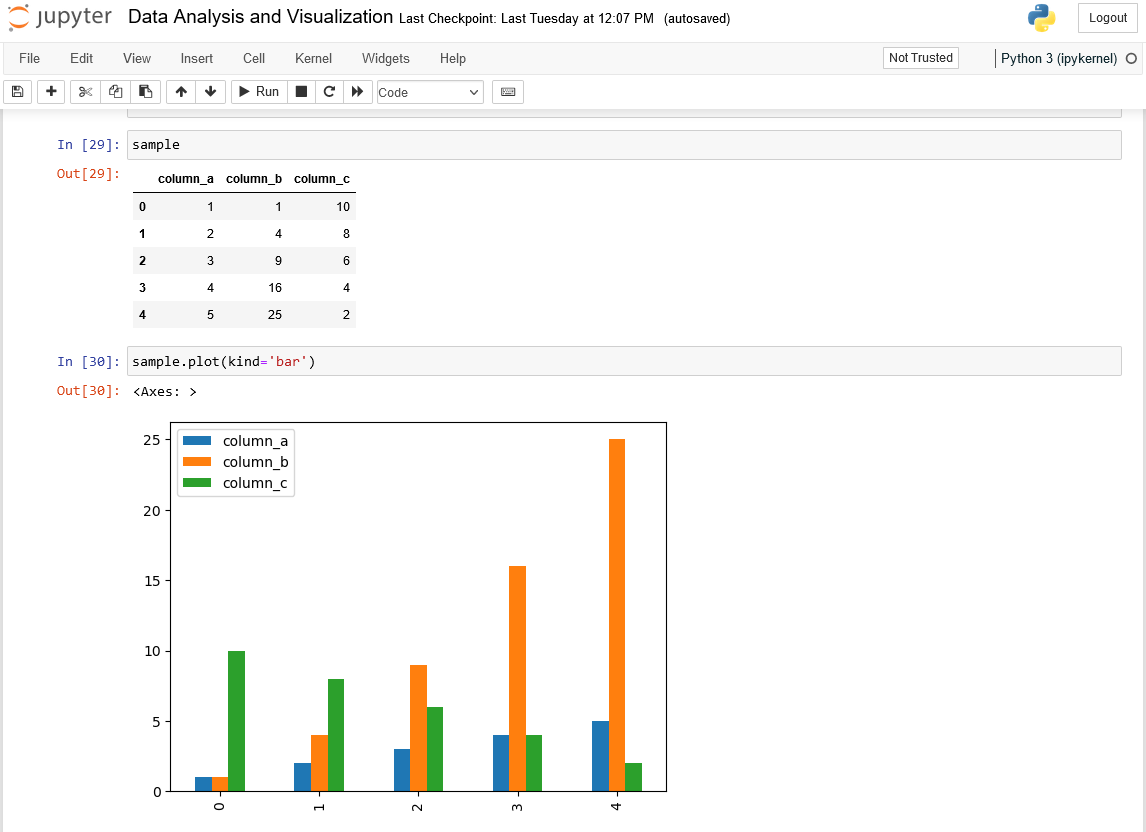 jupyter Data Analysis and Visualization Last Checkpoint: Last Tuesday at 12:07 PM (autosaved) Logout
File Edit View Insert Cell Kernel Widgets Help Not Trusted Python 3 (ipykernel)
Run Code
In [29]: sample
Out[29]:
column_a column_b column_c
0 1 1 10
1 2 4 8
2 3 9 6
3 4 16 4
4 5 25 2
In [30]: sample.plot(kind='bar')
Out[30]: <Axes: >
column_a
column_b
column_c
25
20
15
10
5
0
0 1 2 3 4